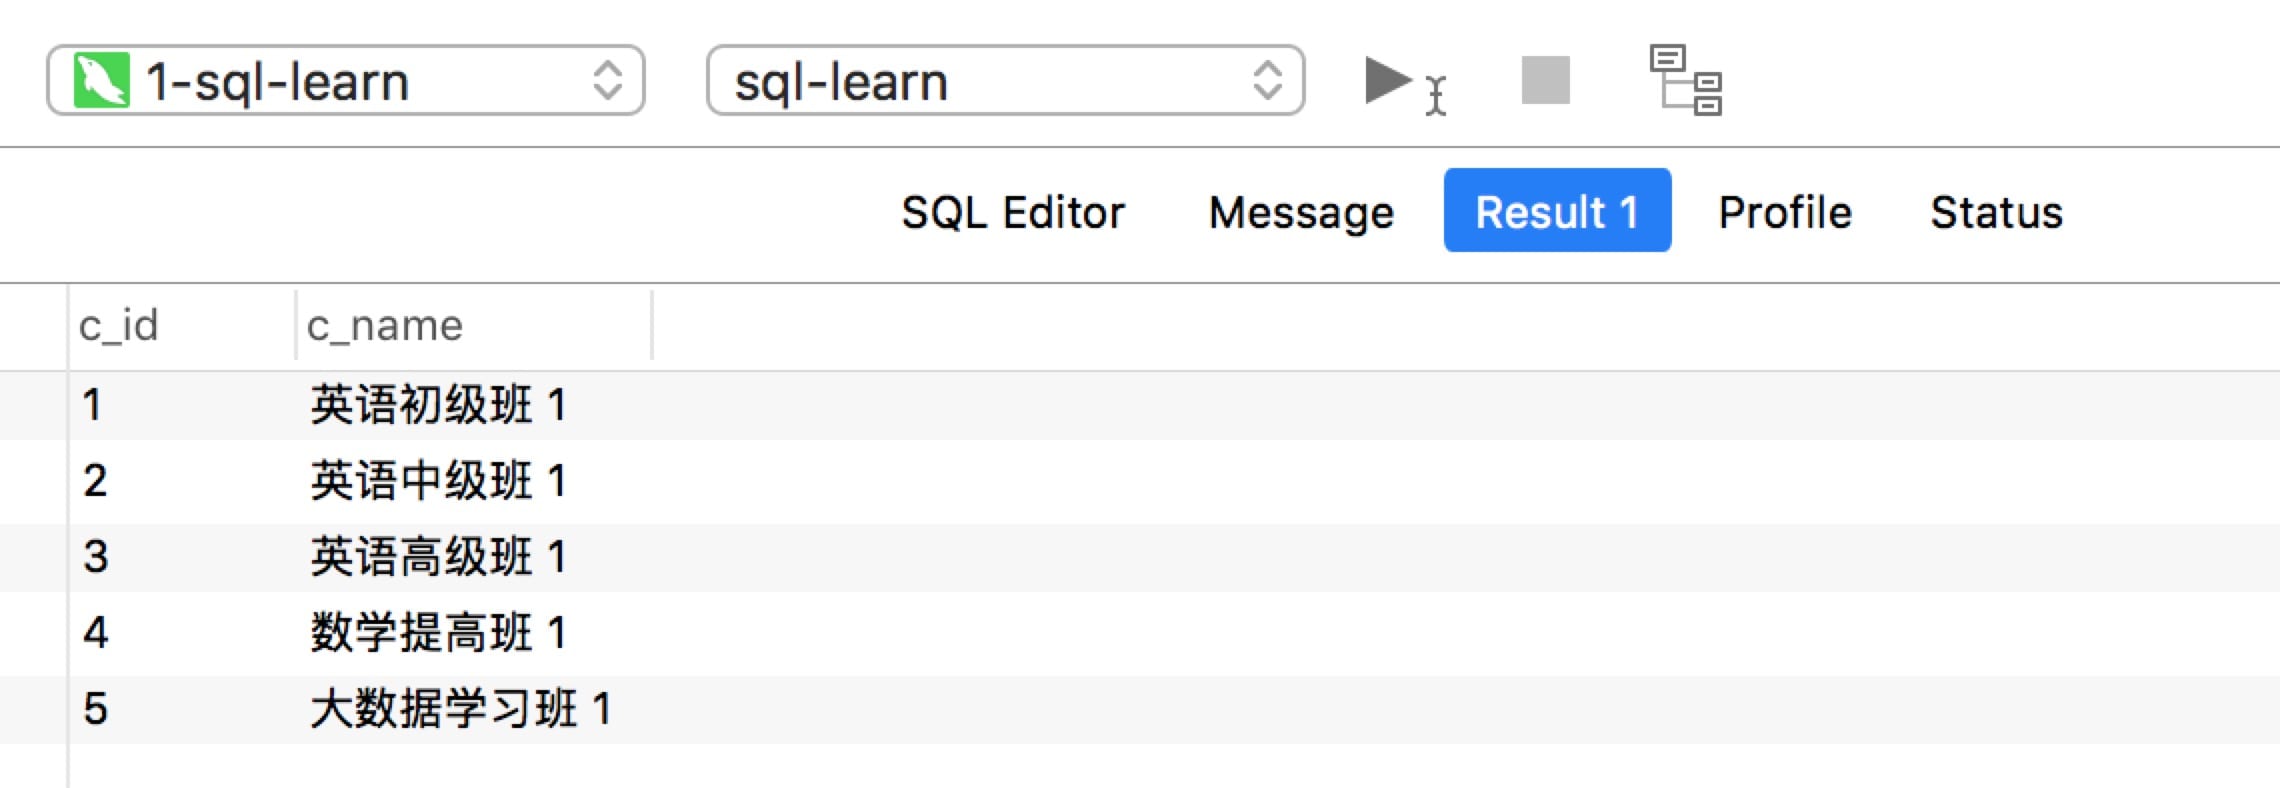 1-sql-learn sql-learn
SQL Editor Message Result 1 Profile Status
c_id c_name
1 英语初级班 1
2 英语中级班 1
3 英语高级班 1
4 数学提高班 1
5 大数据学习班 1